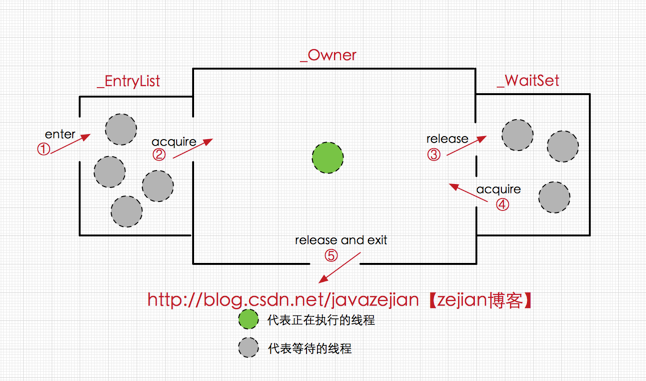 _Owner
_EntryList
_WaitSet
enter
①
acquire
②
release
③
acquire
④
release and exit
⑤
http://blog.csdn.net/javazejian【zejian博客】
代表正在执行的线程
代表等待的线程